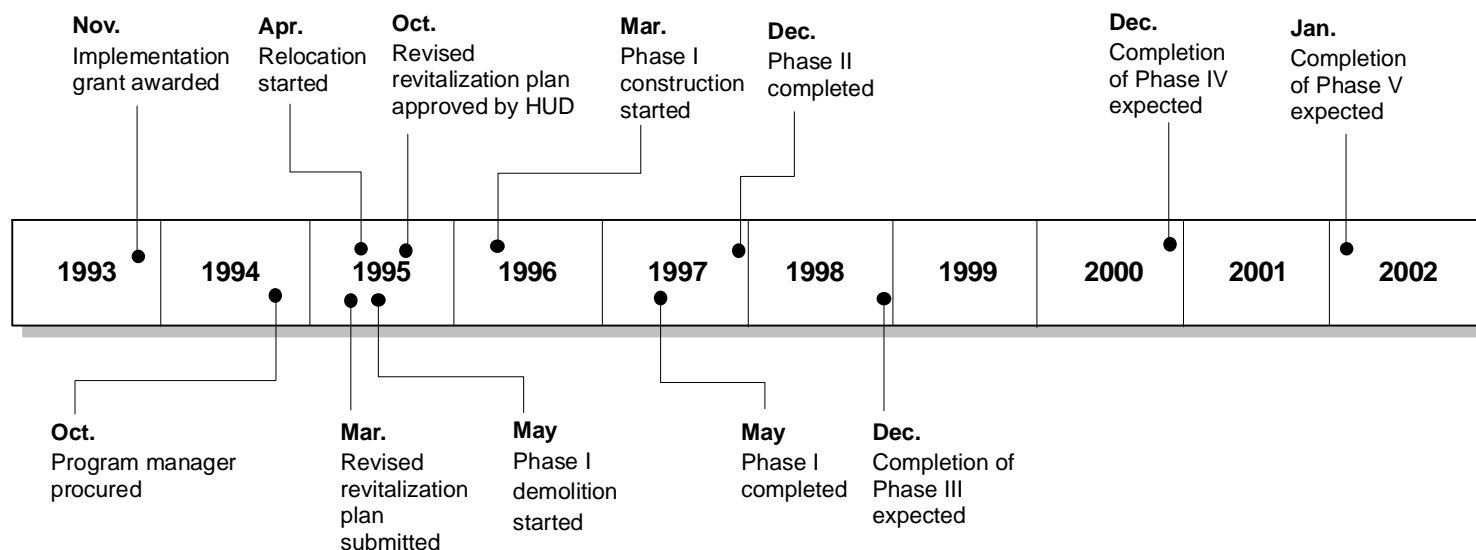 Nov.
Implementation
grant awarded
Apr.
Relocation
started
Oct.
Revised
revitalization plan
approved by HUD
Mar.
Phase I
construction
started
Dec.
Phase II
completed
Dec.
Completion
of Phase IV
expected
Jan.
Completion
of Phase V
expected
1993
1994
1995
1996
1997
1998
1999
2000
2001
2002
Oct.
Program manager
procured
Mar.
Revised
revitalization
plan
submitted
May
Phase I
demolition
started
May
Phase I
completed
Dec.
Completion of
Phase III
expected